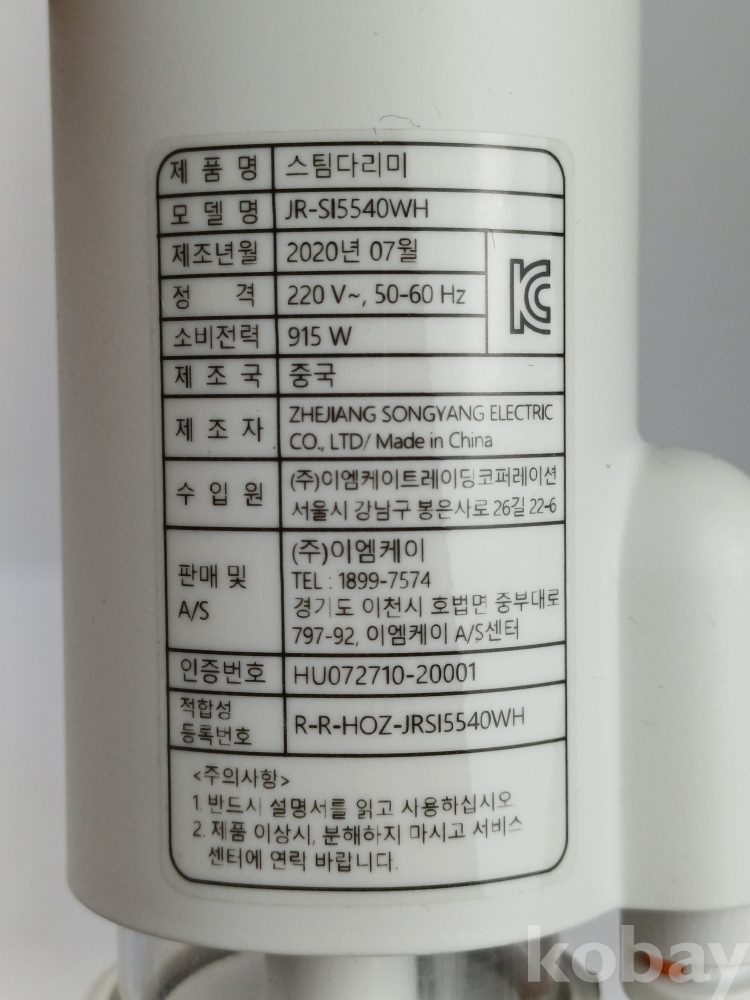 제 품 명 스팀다리미
모 델 명 JR-SI5540WH
제조년월 2020년 07월
정 격 220 V~, 50-60 Hz
소비전력 915 W
제 조 국 중국
제 조 자 ZHEJIANG SONGYANG ELECTRIC
CO., LTD/ Made in China
수 입 원 (주)이엠케이트레이딩코퍼레이션
서울시 강남구 봉은사로 26길 22-6
판매 및
A/S
(주)이엠케이
TEL : 1899-7574
경기도 이천시 호법면 중부대로
797-92, 이엠케이 A/S센터
인증번호 HU072710-20001
적합성
등록번호
R-R-HOZ-JRSI5540WH
<주의사항>
1. 반드시 설명서를 읽고 사용하십시오.
2. 제품 이상시, 분해하지 마시고 서비스
센터에 연락 바랍니다.
kobay